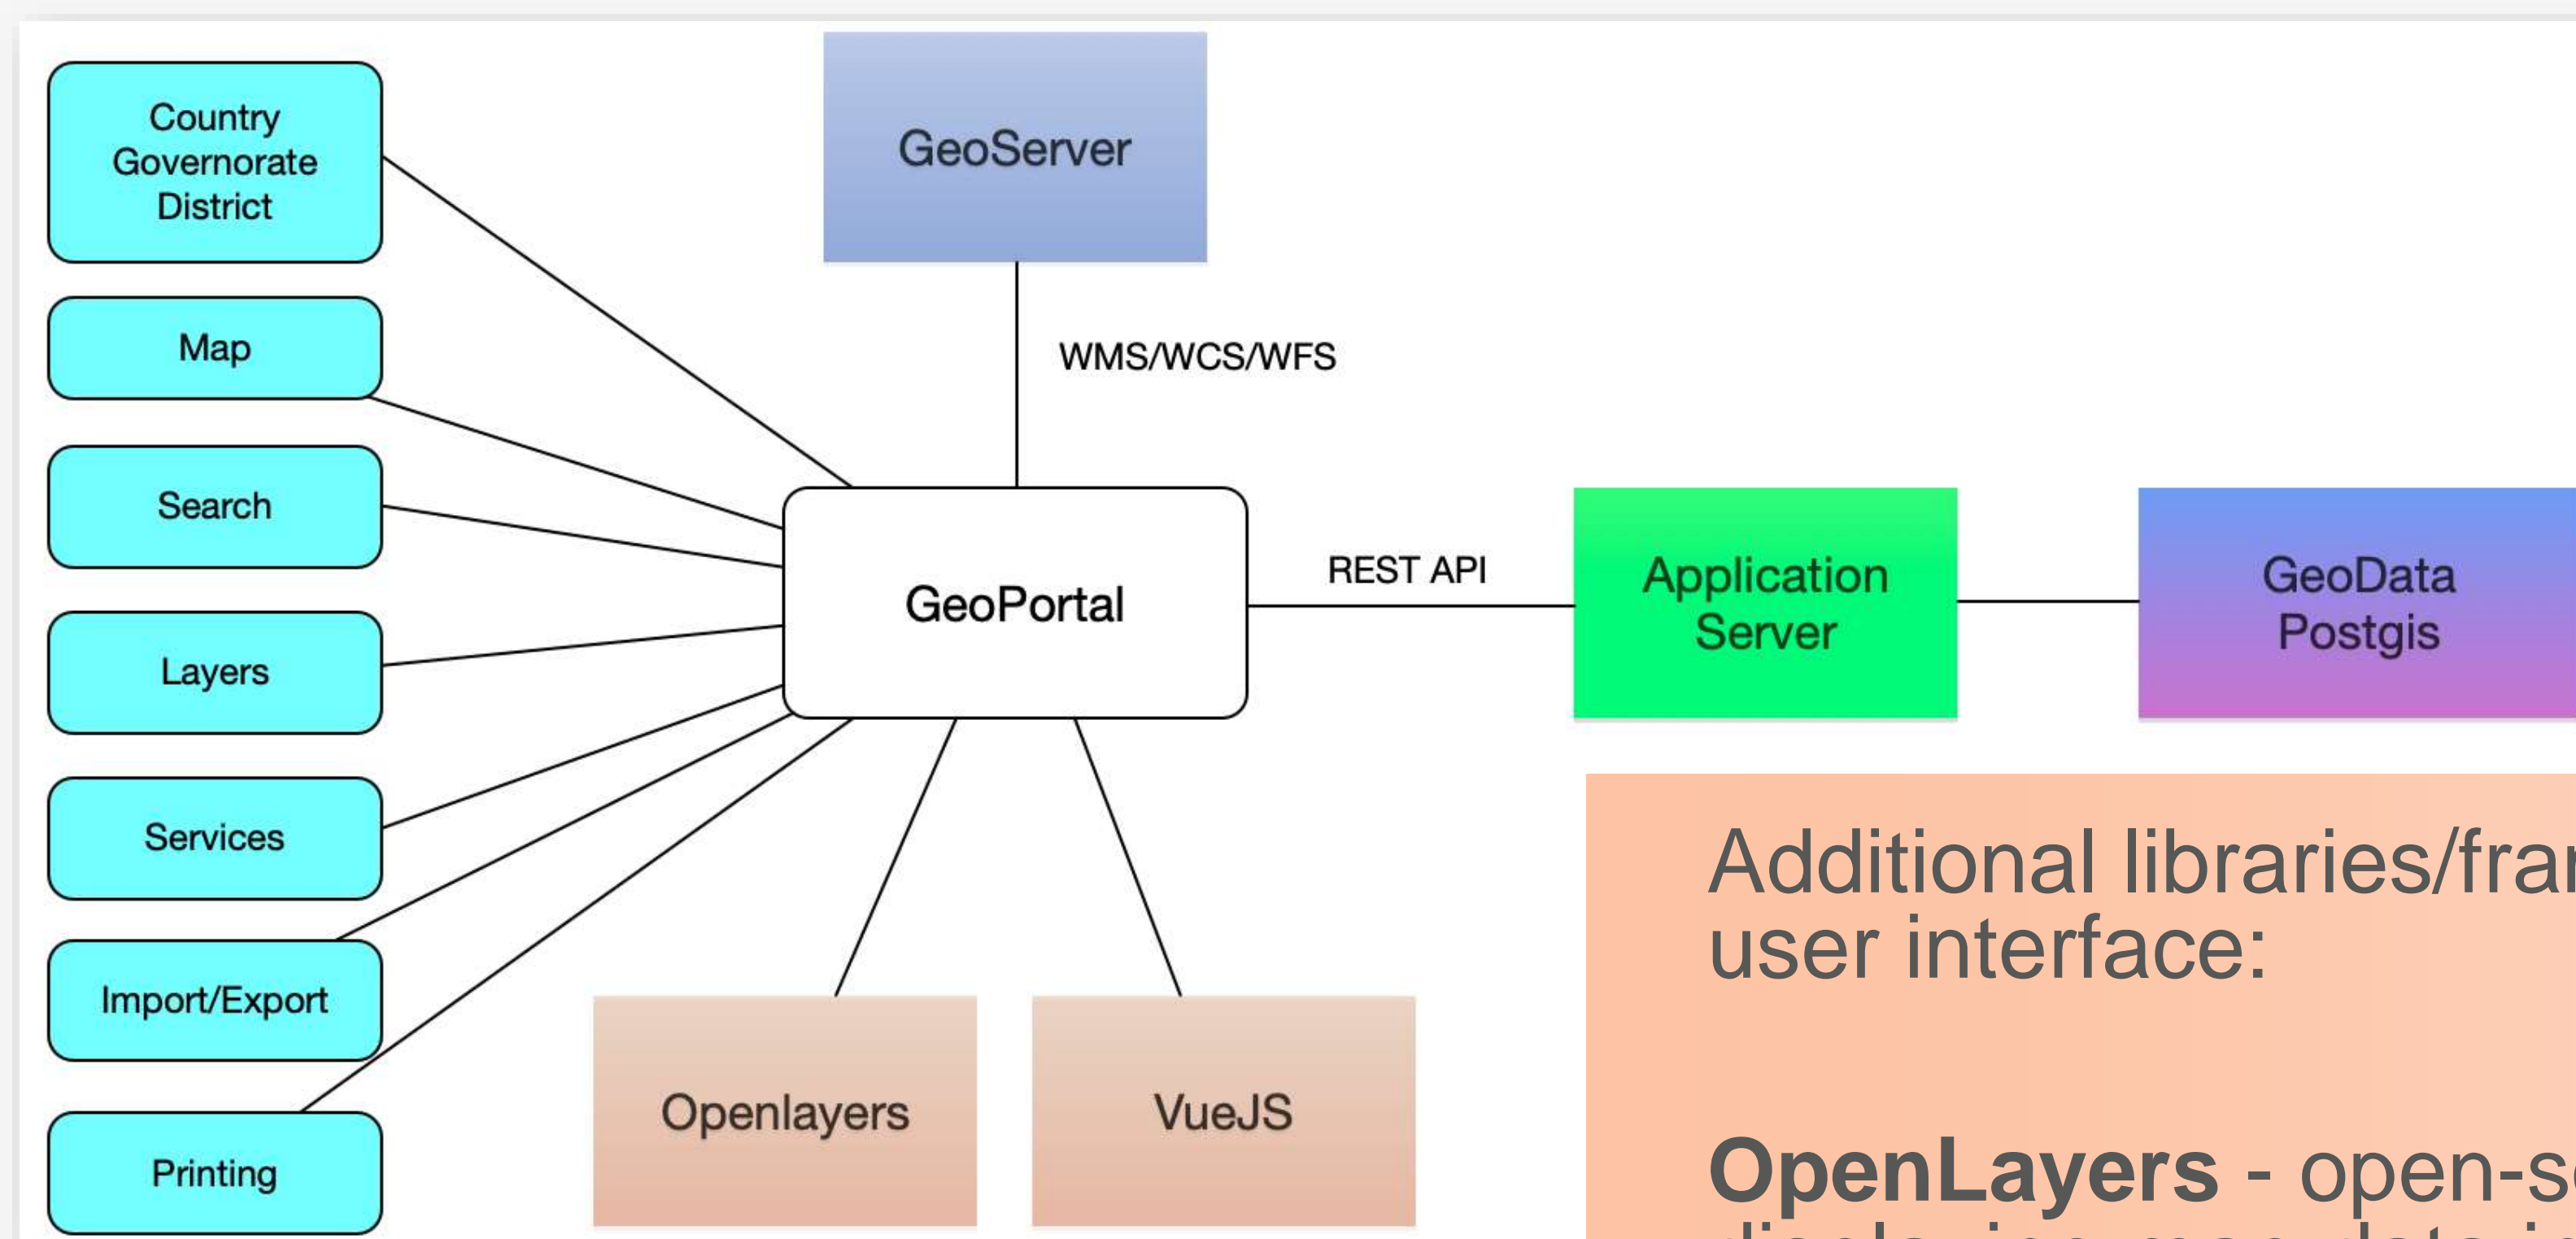 Country
Governorate
District
Map
Search
Layers
Services
Import/Export
Printing
GeoServer
WMS/WCS/WFS
GeoPortal
REST API
Application
Server
GeoData
Postgis
Openlayers
VueJS
Additional
user interface:
OpenLayers -